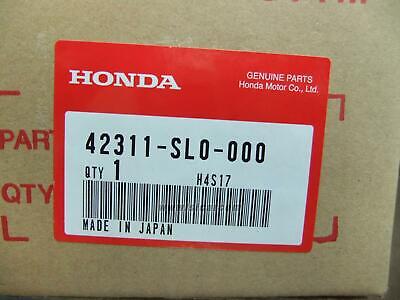 HONDA
GENUINE PARTS
Honda Motor Co., Ltd.
42311-SL0-000
QTY 1
H4S17
MADE IN JAPAN
PART
QTY